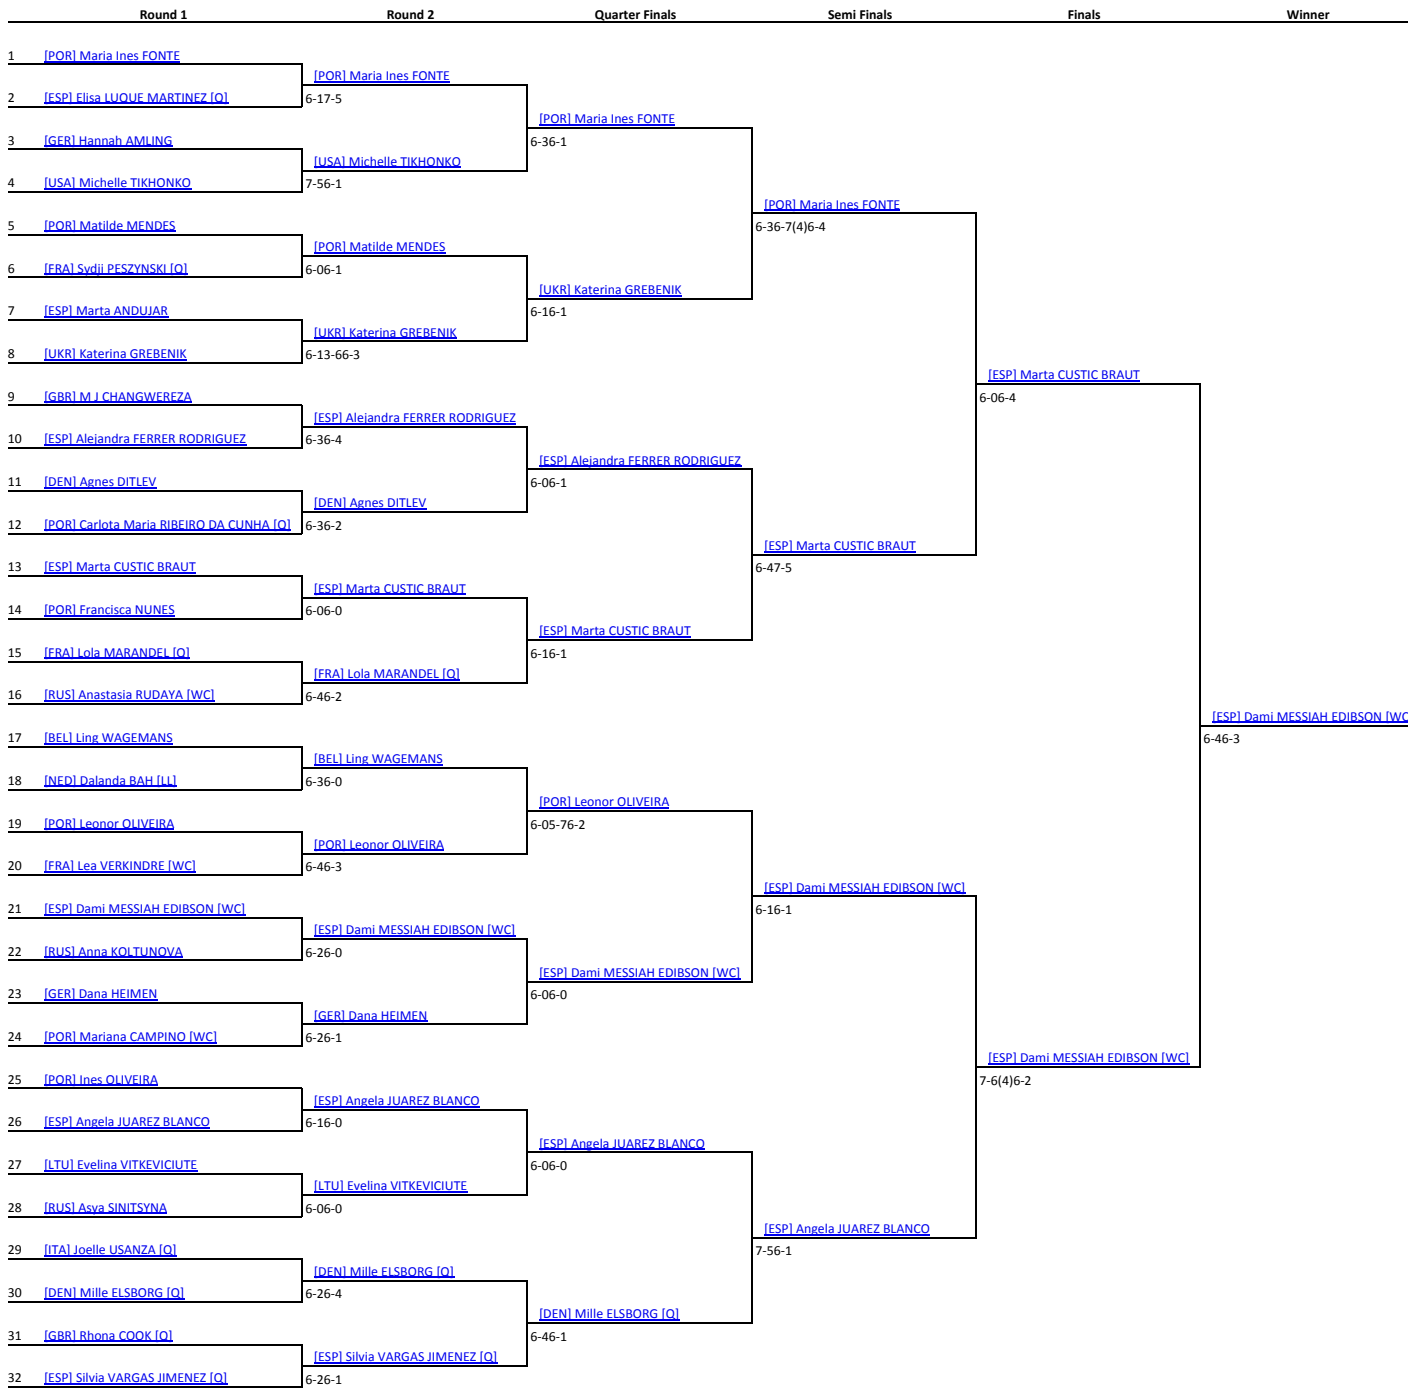 Round 1 Round 2 Quarter Finals Semi Finals Finals Winner
1 [POR] Maria Ines FONTE
[POR] Maria Ines FONTE
2 [ESP] Elisa LUQUE MARTINEZ [Q] 6-17-5
[POR] Maria Ines FONTE
3 [GER] Hannah AMLING 6-36-1
[USA] Michelle TIKHONKO
4 [USA] Michelle TIKHONKO 7-56-1
[POR] Maria Ines FONTE
5 [POR] Matilde MENDES 6-36-7(4)6-4
[POR] Matilde MENDES
6 [FRA] Sydji PESZYNSKI [Q] 6-06-1
[UKR] Katerina GREBENIK
7 [ESP] Marta ANDUJAR 6-16-1
[UKR] Katerina GREBENIK
8 [UKR] Katerina GREBENIK 6-13-66-3
[ESP] Marta CUSTIC BRAUT
9 [GBR] M J CHANGWEREZA 6-06-4
[ESP] Alejandra FERRER RODRIGUEZ
10 [ESP] Alejandra FERRER RODRIGUEZ 6-36-4
[ESP] Alejandra FERRER RODRIGUEZ
11 [DEN] Agnes DITLEV 6-06-1
[DEN] Agnes DITLEV
12 [POR] Carlota Maria RIBEIRO DA CUNHA [Q] 6-36-2
[ESP] Marta CUSTIC BRAUT
13 [ESP] Marta CUSTIC BRAUT 6-47-5
[ESP] Marta CUSTIC BRAUT
14 [POR] Francisca NUNES 6-06-0
[ESP] Marta CUSTIC BRAUT
15 [FRA] Lola MARANDEL [Q] 6-16-1
[FRA] Lola MARANDEL [Q]
16 [RUS] Anastasia RUDAYA [WC] 6-46-2
[ESP] Dami MESSIAH EDIBSON [WC
17 [BEL] Ling WAGEMANS 6-46-3
[BEL] Ling WAGEMANS
18 [NED] Dalanda BAH [LL] 6-36-0
[POR] Leonor OLIVEIRA
19 [POR] Leonor OLIVEIRA 6-05-76-2
[POR] Leonor OLIVEIRA
20 [FRA] Lea VERKINDRE [WC] 6-46-3
[ESP] Dami MESSIAH EDIBSON [WC]
21 [ESP] Dami MESSIAH EDIBSON [WC] 6-16-1
[ESP] Dami MESSIAH EDIBSON [WC]
22 [RUS] Anna KOLTUNOVA 6-26-0
[ESP] Dami MESSIAH EDIBSON [WC]
23 [GER] Dana HEIMEN 6-06-0
[GER] Dana HEIMEN
24 [POR] Mariana CAMPINO [WC] 6-26-1
[ESP] Dami MESSIAH EDIBSON [WC]
25 [POR] Ines OLIVEIRA 7-6(4)6-2
[ESP] Angela JUAREZ BLANCO
26 [ESP] Angela JUAREZ BLANCO 6-16-0
[ESP] Angela JUAREZ BLANCO
27 [LTU] Evelina VITKEVICIUTE 6-06-0
[LTU] Evelina VITKEVICIUTE
28 [RUS] Asya SINITSYNA 6-06-0
[ESP] Angela JUAREZ BLANCO
29 [ITA] Joelle USANZA [Q] 7-56-1
[DEN] Mille ELSBORG [Q]
30 [DEN] Mille ELSBORG [Q] 6-26-4
[DEN] Mille ELSBORG [Q]
31 [GBR] Rhona COOK [Q] 6-46-1
[ESP] Silvia VARGAS JIMENEZ [Q]
32 [ESP] Silvia VARGAS JIMENEZ [Q] 6-26-1